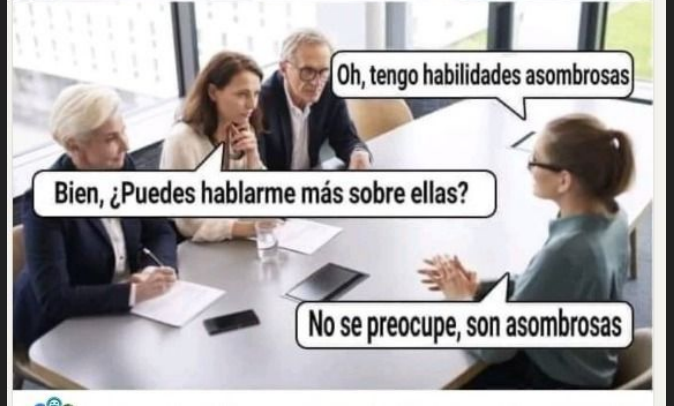 Oh, tengo habilidades asombrosas
Bien, ¿Puedes hablarme más sobre ellas?
No se preocupe, son asombrosas